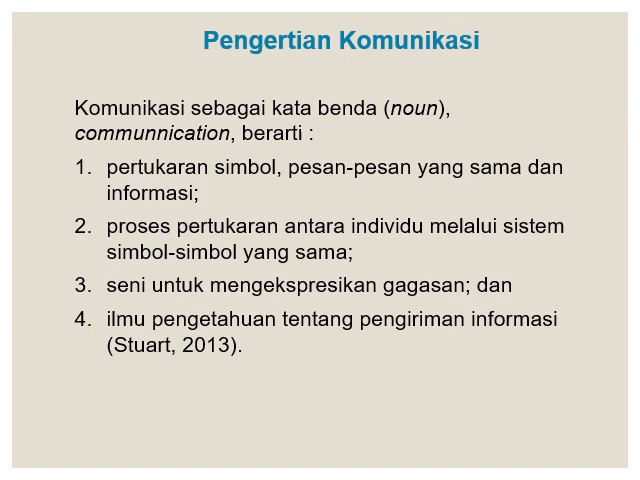 Pengertian Komunikasi
Komunikasi sebagai kata benda (noun),
communnication, berarti :
1. pertukaran simbol, pesan-pesan yang sama dan
informasi;
2. proses pertukaran antara individu melalui sistem
simbol-simbol yang sama;
3. seni untuk mengekspresikan gagasan; dan
4. ilmu pengetahuan tentang pengiriman informasi
(Stuart, 2013).